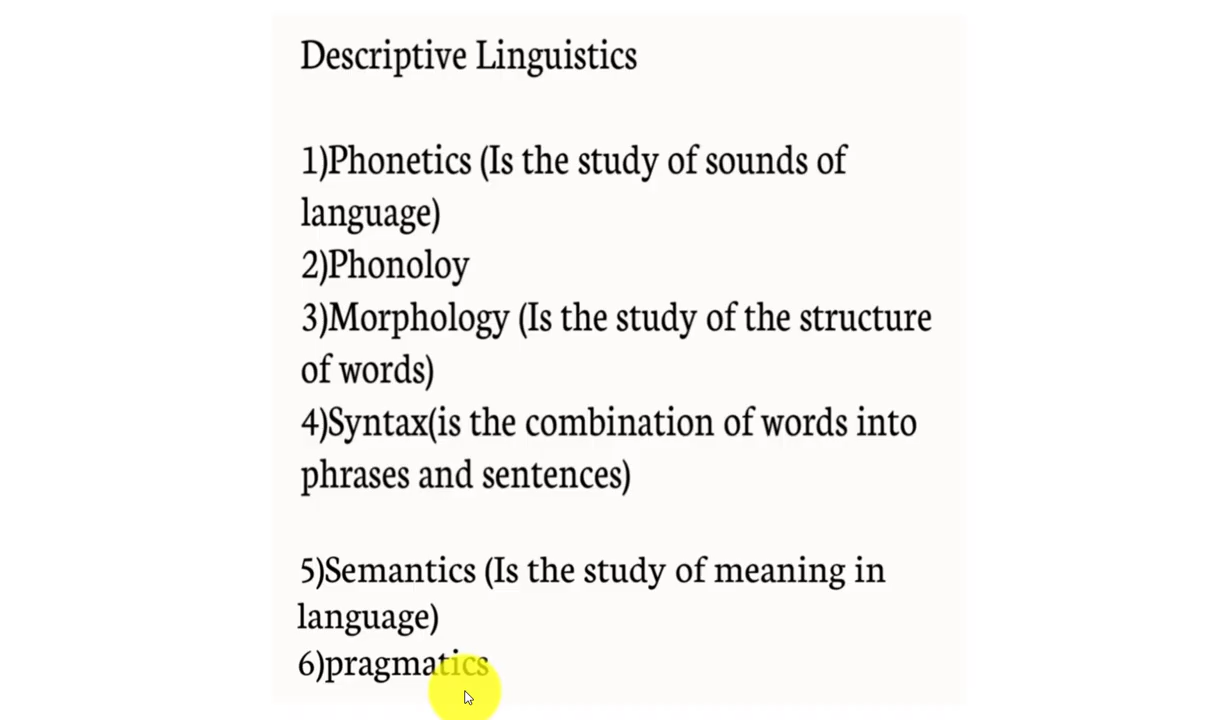 Descriptive Linguistics
1)Phonetics (Is the study of sounds of
language)
2)Phonoloy
3)Morphology (Is the study of the structure
of words)
4)Syntax(is the combination of words into
phrases and sentences)
5)Semantics (Is the study of meaning in
language)
6)pragmatics